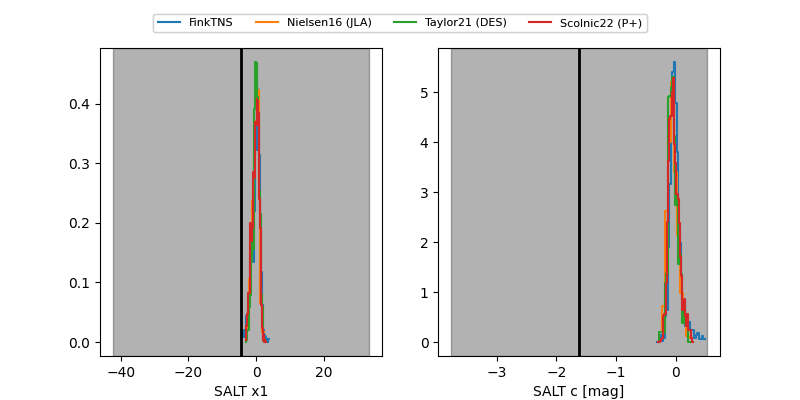 FinkTNS Nielsen16 (JLA) Taylor21 (DES) Scolnic22 (P+)
0.4
0.3
0.2
0.1
0.0
−40 −20 0 20
SALT x1
5
4
3
2
1
0
−3 −2 −1 0
SALT c [mag]